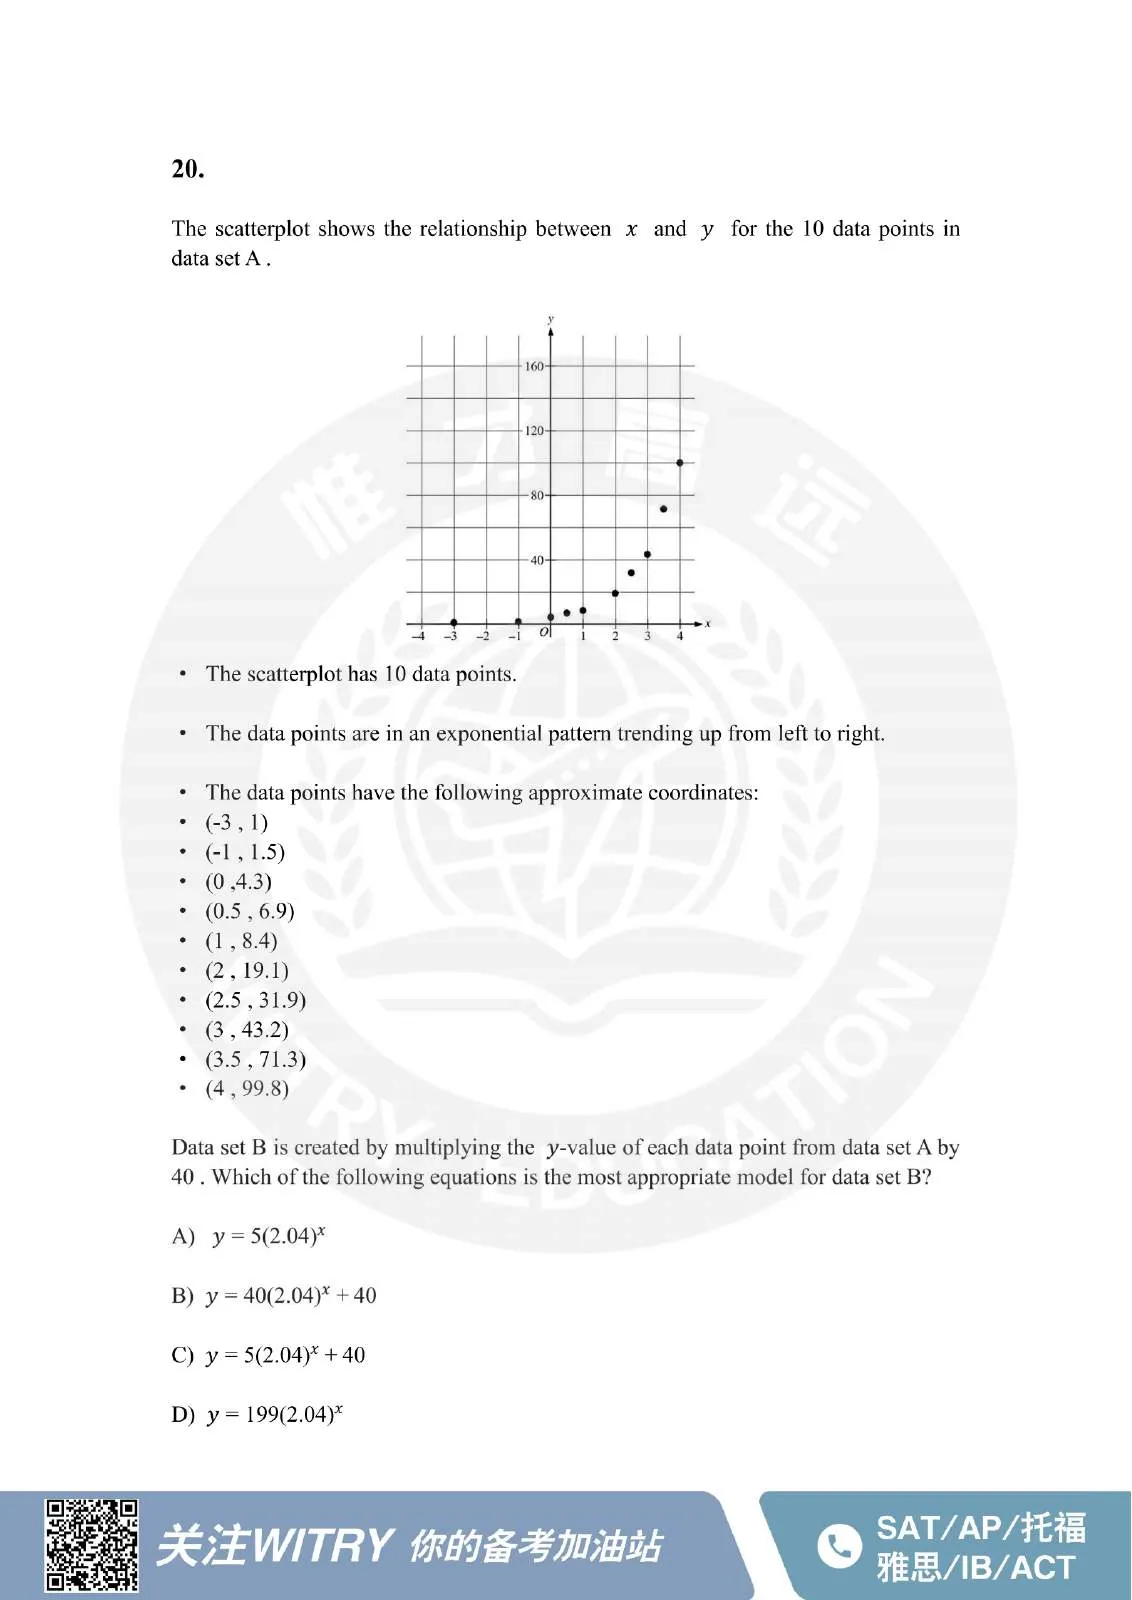 20.
The scatterplot shows the relationship between x and y for the 10 data points in
data set A .
y
160
120
80
40
-4 -3 -2 -1 O 1 2 3 4 x
• The scatterplot has 10 data points.
• The data points are in an exponential pattern trending up from left to right.
• The data points have the following approximate coordinates:
• (-3 , 1)
• (-1 , 1.5)
• (0 ,4.3)
• (0.5 , 6.9)
• (1 , 8.4)
• (2 , 19.1)
• (2.5 , 31.9)
• (3 , 43.2)
• (3.5 , 71.3)
• (4 , 99.8)
Data set B is created by multiplying the y-value of each data point from data set A by
40 . Which of the following equations is the most appropriate model for data set B?
A) y = 5(2.04)ˣ
B) y = 40(2.04)ˣ + 40
C) y = 5(2.04)ˣ + 40
D) y = 199(2.04)ˣ
惟才高远
WITRY EDUCATION
关注WITRY 你的备考加油站
SAT/AP/托福
雅思/IB/ACT